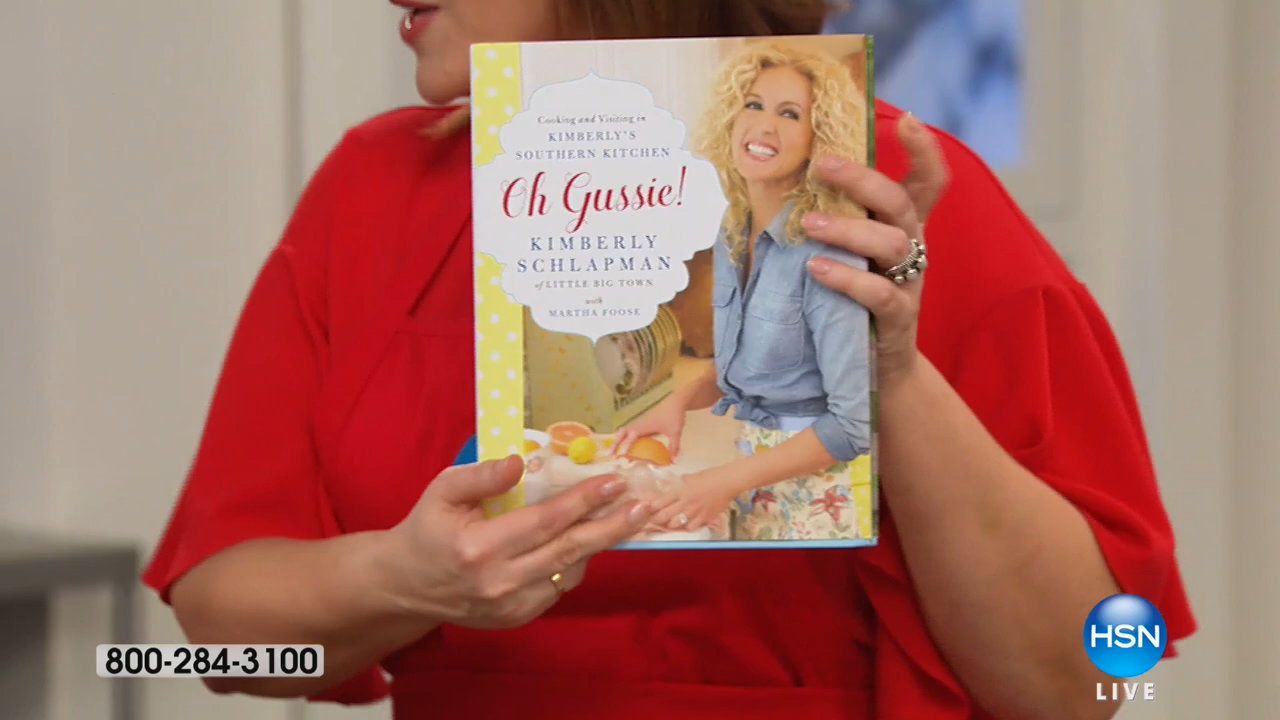 Cooking and Visiting in
KIMBERLY'S
SOUTHERN KITCHEN
Oh Gussie!
KIMBERLY
SCHLAPMAN
of LITTLE BIG TOWN
with
MARTHA FOOSE
800-284-3100
HSN
LIVE